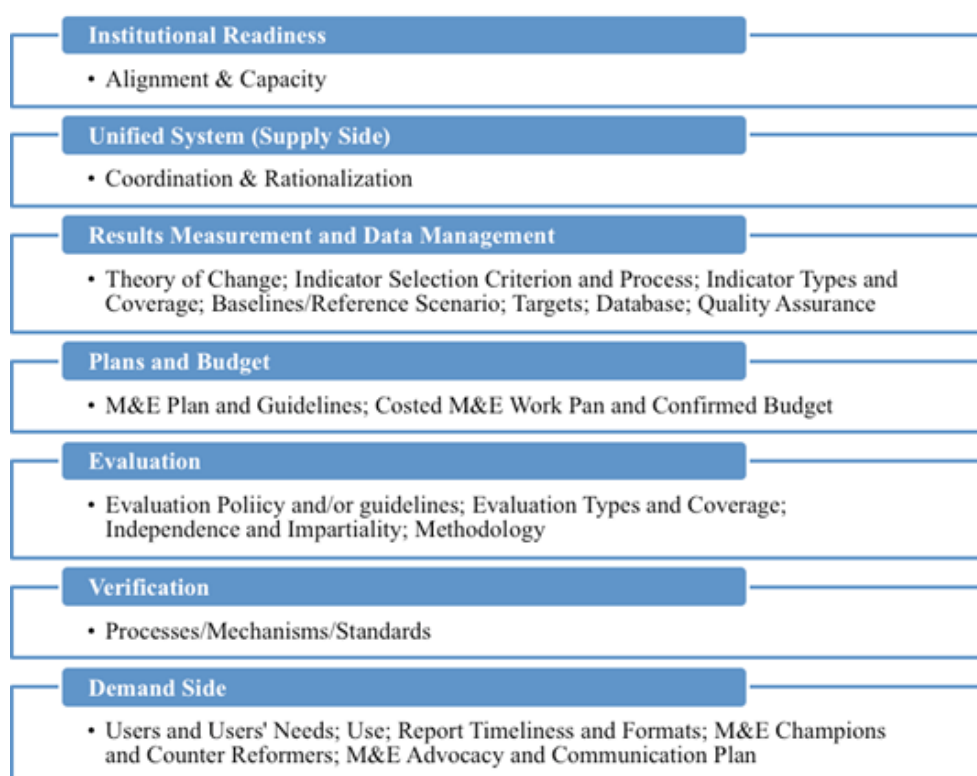 Institutional Readiness
• Alignment & Capacity
Unified System (Supply Side)
• Coordination & Rationalization
Results Measurement and Data Management
• Theory of Change; Indicator Selection Criterion and Process; Indicator Types and
Coverage; Baselines/Reference Scenario; Targets; Database; Quality Assurance
Plans and Budget
• M&E Plan and Guidelines; Costed M&E Work Pan and Confirmed Budget
Evaluation
• Evaluation Poliicy and/or guidelines; Evaluation Types and Coverage;
Independence and Impartiality; Methodology
Verification
• Processes/Mechanisms/Standards
Demand Side
• Users and Users' Needs; Use; Report Timeliness and Formats; M&E Champions
and Counter Reformers; M&E Advocacy and Communication Plan